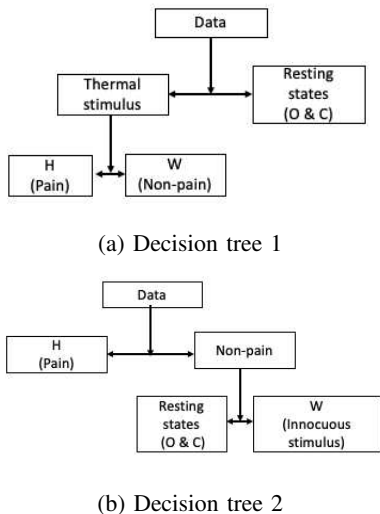 Data
Thermal
stimulus
Resting
states
(O & C)
H
(Pain)
W
(Non-pain)
(a) Decision tree 1
Data
H
(Pain)
Non-pain
Resting
states
(O & C)
W
(Innocuous
stimulus)
(b) Decision tree 2